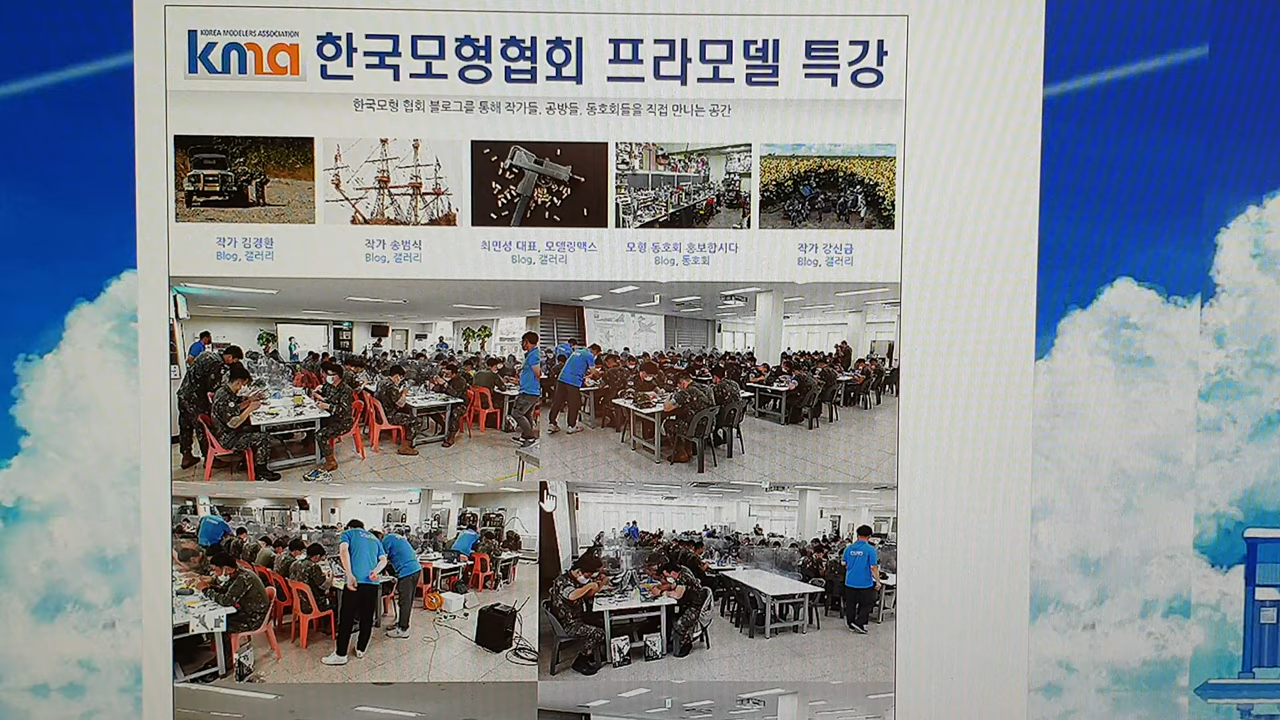 KOREA MODELERS ASSOCIATION
kma
한국모형협회 프라모델 특강
한국모형 협회 블로그를 통해 작가들, 공방들, 동호회들을 직접 만나는 공간
작가 김경환
Blog, 갤러리
작가 송범식
Blog, 갤러리
최민성 대표, 모델링맥스
Blog, 갤러리
모형 동호회 홍보합시다
Blog, 동호회
작가 강신금
Blog, 갤러리